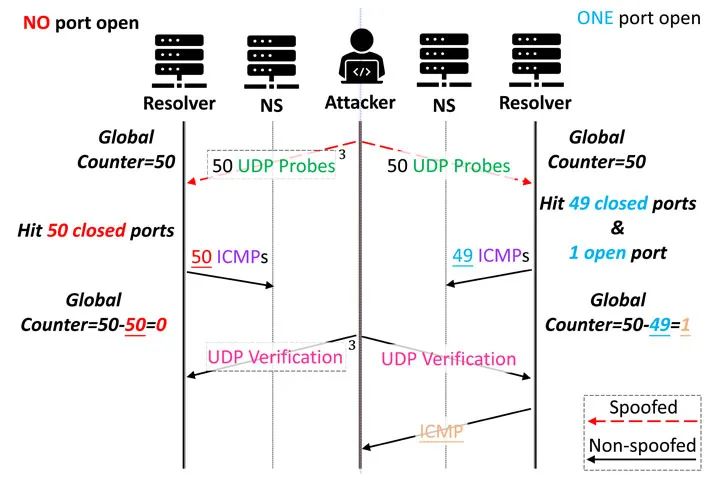 NO port open
ONE port open
Resolver
NS
Attacker
NS
Resolver
Global
Counter=50
50 UDP Probes 3
50 UDP Probes
Global
Counter=50
Hit 50 closed ports
Hit 49 closed ports
&
1 open port
50 ICMPs
49 ICMPs
Global
Counter=50-50=0
Global
Counter=50-49=1
UDP Verification 3
UDP Verification
ICMP
Spoofed
Non-spoofed